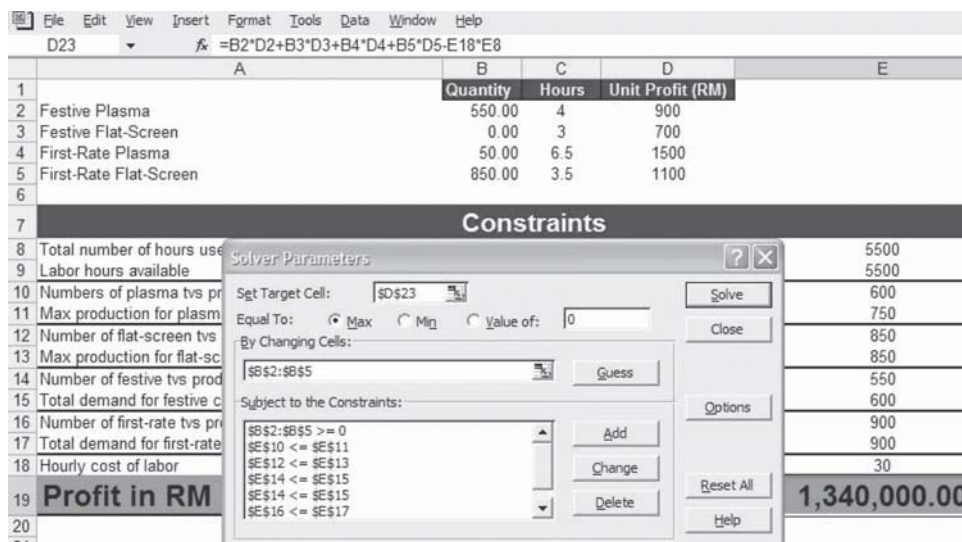 File Edit View Insert Format Tools Data Window Help
D23 fx =B2*D2+B3*D3+B4*D4+B5*D5-E18*E8
A B C D E
1 Quantity Hours Unit Profit (RM)
2 Festive Plasma 550.00 4 900
3 Festive Flat-Screen 0.00 3 700
4 First-Rate Plasma 50.00 6.5 1500
5 First-Rate Flat-Screen 850.00 3.5 1100
6
7 Constraints
8 Total number of hours use 5500
9 Labor hours available 5500
10 Numbers of plasma tvs pr 600
11 Max production for plasm 750
12 Number of flat-screen tvs 850
13 Max production for flat-sc 850
14 Number of festive tvs prod 550
15 Total demand for festive c 600
16 Number of first-rate tvs pr 900
17 Total demand for first-rate 900
18 Hourly cost of labor 30
19 Profit in RM 1,340,000.00
20
Solver Parameters
Set Target Cell: $D$23 Solve
Equal To: Max Min Value of: 0 Close
By Changing Cells:
$B$2:$B$5 Guess
Subject to the Constraints: Options
$B$2:$B$5 >= 0 Add
$E$10 <= $E$11
$E$12 <= $E$13 Change
$E$14 <= $E$15
$E$14 <= $E$15 Reset All
$E$16 <= $E$17 Delete
Help